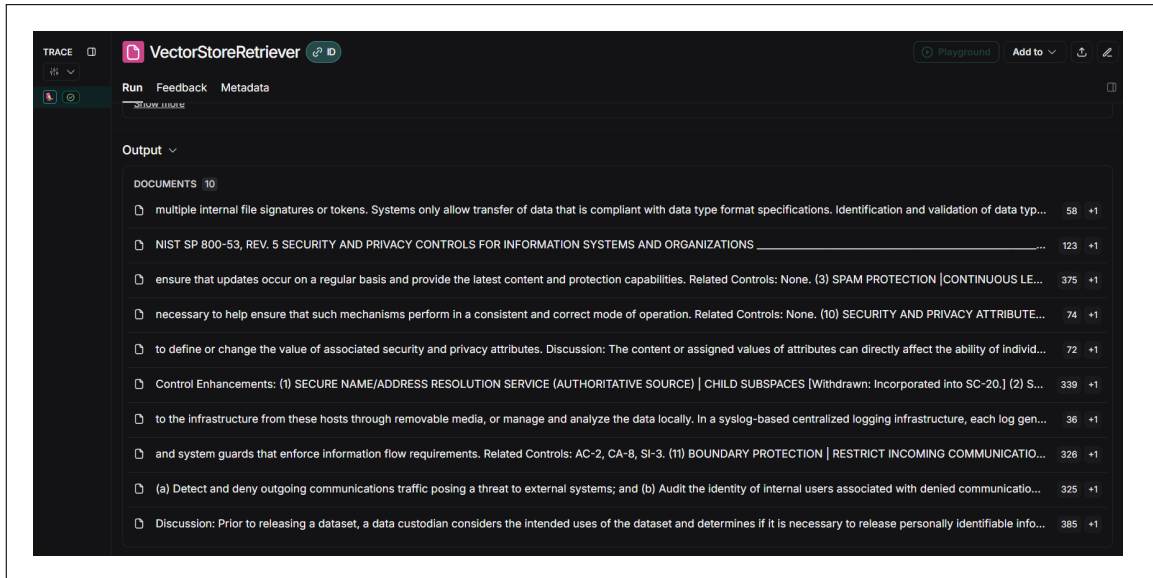 TRACE
VectorStoreRetriever ID
Playground Add to
Run Feedback Metadata
Show more
Output
DOCUMENTS 10
multiple internal file signatures or tokens. Systems only allow transfer of data that is compliant with data type format specifications. Identification and validation of data typ... 58 +1
NIST SP 800-53, REV. 5 SECURITY AND PRIVACY CONTROLS FOR INFORMATION SYSTEMS AND ORGANIZATIONS ________________________________________________... 123 +1
ensure that updates occur on a regular basis and provide the latest content and protection capabilities. Related Controls: None. (3) SPAM PROTECTION |CONTINUOUS LE... 375 +1
necessary to help ensure that such mechanisms perform in a consistent and correct mode of operation. Related Controls: None. (10) SECURITY AND PRIVACY ATTRIBUTE... 74 +1
to define or change the value of associated security and privacy attributes. Discussion: The content or assigned values of attributes can directly affect the ability of individ... 72 +1
Control Enhancements: (1) SECURE NAME/ADDRESS RESOLUTION SERVICE (AUTHORITATIVE SOURCE) | CHILD SUBSPACES [Withdrawn: Incorporated into SC-20.] (2) S... 339 +1
to the infrastructure from these hosts through removable media, or manage and analyze the data locally. In a syslog-based centralized logging infrastructure, each log gen... 36 +1
and system guards that enforce information flow requirements. Related Controls: AC-2, CA-8, SI-3. (11) BOUNDARY PROTECTION | RESTRICT INCOMING COMMUNICATIO... 326 +1
(a) Detect and deny outgoing communications traffic posing a threat to external systems; and (b) Audit the identity of internal users associated with denied communicatio... 325 +1
Discussion: Prior to releasing a dataset, a data custodian considers the intended uses of the dataset and determines if it is necessary to release personally identifiable info... 385 +1